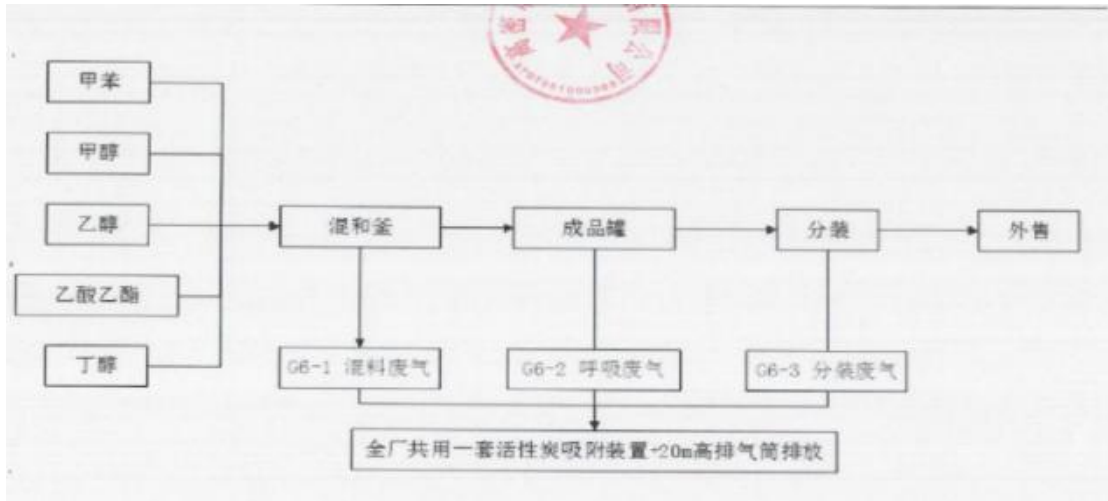 限公司
甲苯
甲醇
乙醇
乙酸乙酯
丁醇
混和釜
成品罐
分装
外售
G6-1 混料废气
G6-2 呼吸废气
G6-3 分装废气
全厂共用一套活性炭吸附装置+20m高排气筒排放